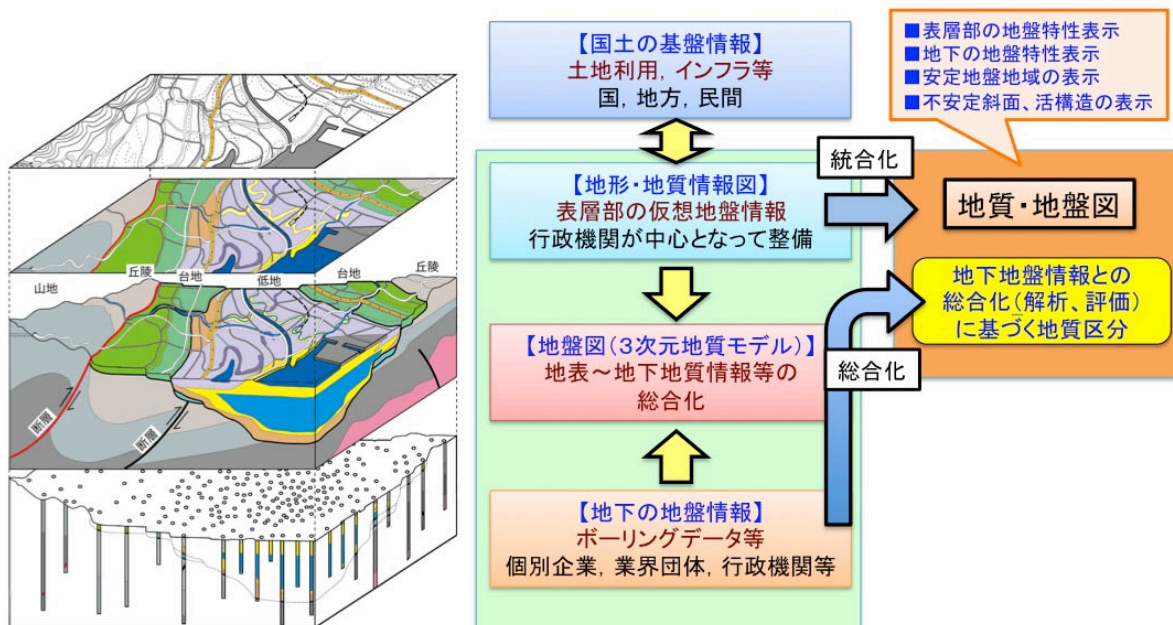 丘陵
台地
低地
台地
丘陵
山地
断層
断層
【国土の基盤情報】
土地利用，インフラ等
国，地方，民間
【地形・地質情報図】
表層部の仮想地盤情報
行政機関が中心となって整備
【地盤図（３次元地質モデル）】
地表～地下地質情報等の
総合化
【地下の地盤情報】
ボーリングデータ等
個別企業，業界団体，行政機関等
■表層部の地盤特性表示
■地下の地盤特性表示
■安定地盤地域の表示
■不安定斜面、活構造の表示
統合化
地質・地盤図
地下地盤情報との
総合化（解析、評価）
に基づく地質区分
総合化